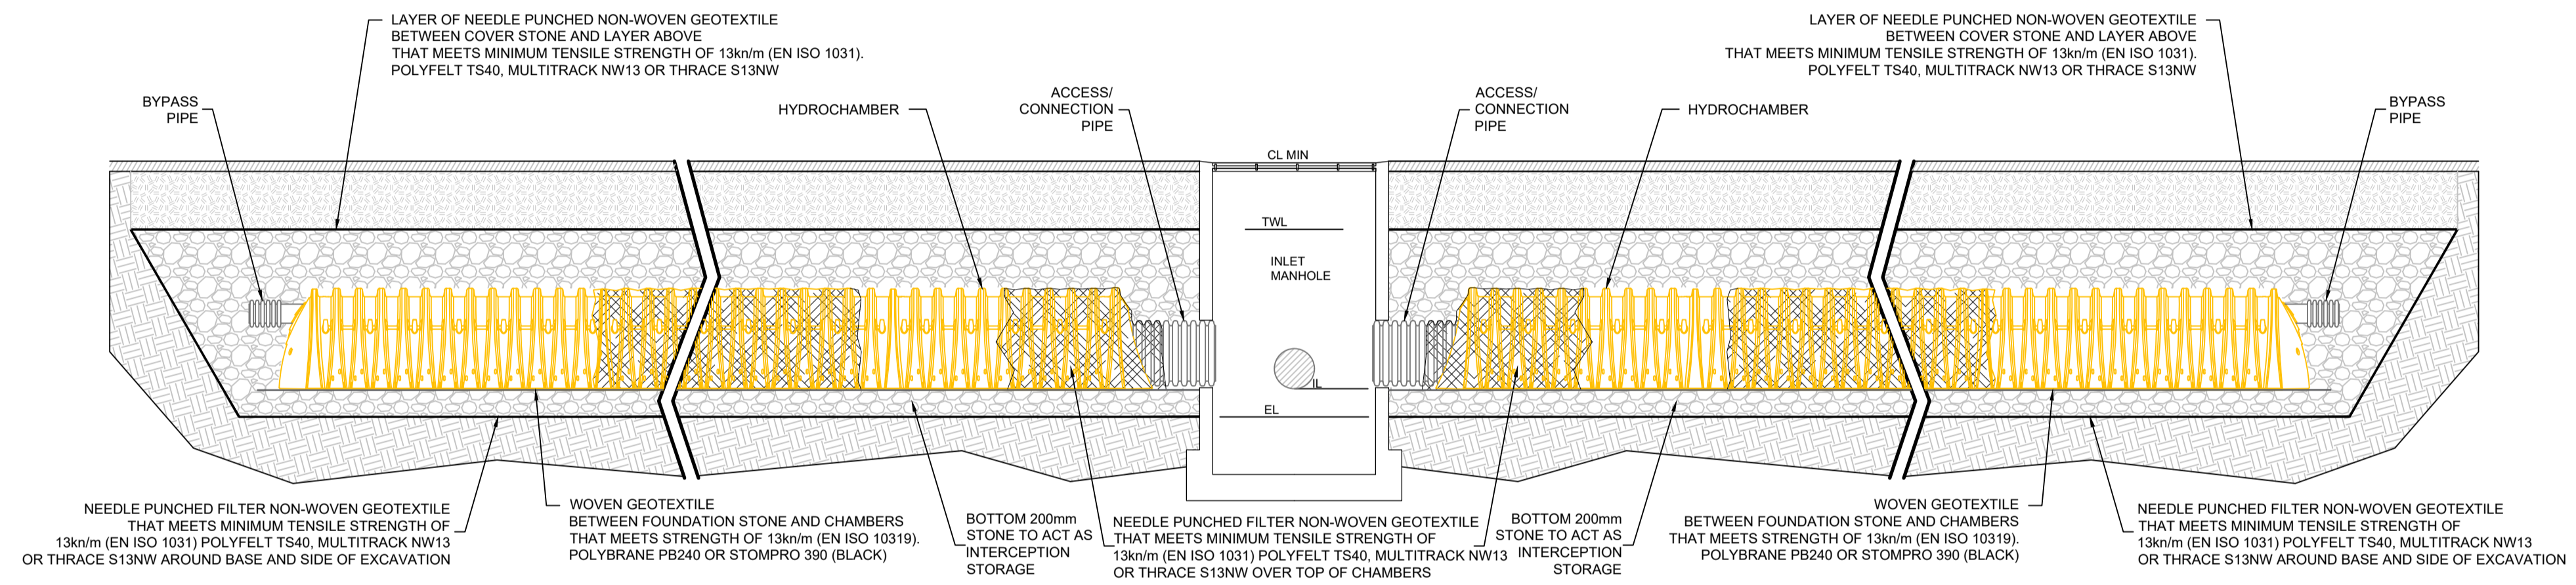 LAYER OF NEEDLE PUNCHED NON-WOVEN GEOTEXTILE
BETWEEN COVER STONE AND LAYER ABOVE
THAT MEETS MINIMUM TENSILE STRENGTH OF 13kn/m (EN ISO 1031).
POLYFELT TS40, MULTITRACK NW13 OR THRACE S13NW
LAYER OF NEEDLE PUNCHED NON-WOVEN GEOTEXTILE
BETWEEN COVER STONE AND LAYER ABOVE
THAT MEETS MINIMUM TENSILE STRENGTH OF 13kn/m (EN ISO 1031).
POLYFELT TS40, MULTITRACK NW13 OR THRACE S13NW
BYPASS
PIPE
HYDROCHAMBER
ACCESS/
CONNECTION
PIPE
ACCESS/
CONNECTION
PIPE
HYDROCHAMBER
BYPASS
PIPE
CL MIN
TWL
INLET
MANHOLE
IL
EL
NEEDLE PUNCHED FILTER NON-WOVEN GEOTEXTILE
THAT MEETS MINIMUM TENSILE STRENGTH OF
13kn/m (EN ISO 1031) POLYFELT TS40, MULTITRACK NW13
OR THRACE S13NW AROUND BASE AND SIDE OF EXCAVATION
WOVEN GEOTEXTILE
BETWEEN FOUNDATION STONE AND CHAMBERS
THAT MEETS STRENGTH OF 13kn/m (EN ISO 10319).
POLYBRANE PB240 OR STOMPRO 390 (BLACK)
BOTTOM 200mm
STONE TO ACT AS
INTERCEPTION
STORAGE
NEEDLE PUNCHED FILTER NON-WOVEN GEOTEXTILE
THAT MEETS MINIMUM TENSILE STRENGTH OF
13kn/m (EN ISO 1031) POLYFELT TS40, MULTITRACK NW13
OR THRACE S13NW OVER TOP OF CHAMBERS
BOTTOM 200mm
STONE TO ACT AS
INTERCEPTION
STORAGE
WOVEN GEOTEXTILE
BETWEEN FOUNDATION STONE AND CHAMBERS
THAT MEETS STRENGTH OF 13kn/m (EN ISO 10319).
POLYBRANE PB240 OR STOMPRO 390 (BLACK)
NEEDLE PUNCHED FILTER NON-WOVEN GEOTEXTILE
THAT MEETS MINIMUM TENSILE STRENGTH OF
13kn/m (EN ISO 1031) POLYFELT TS40, MULTITRACK NW13
OR THRACE S13NW AROUND BASE AND SIDE OF EXCAVATION